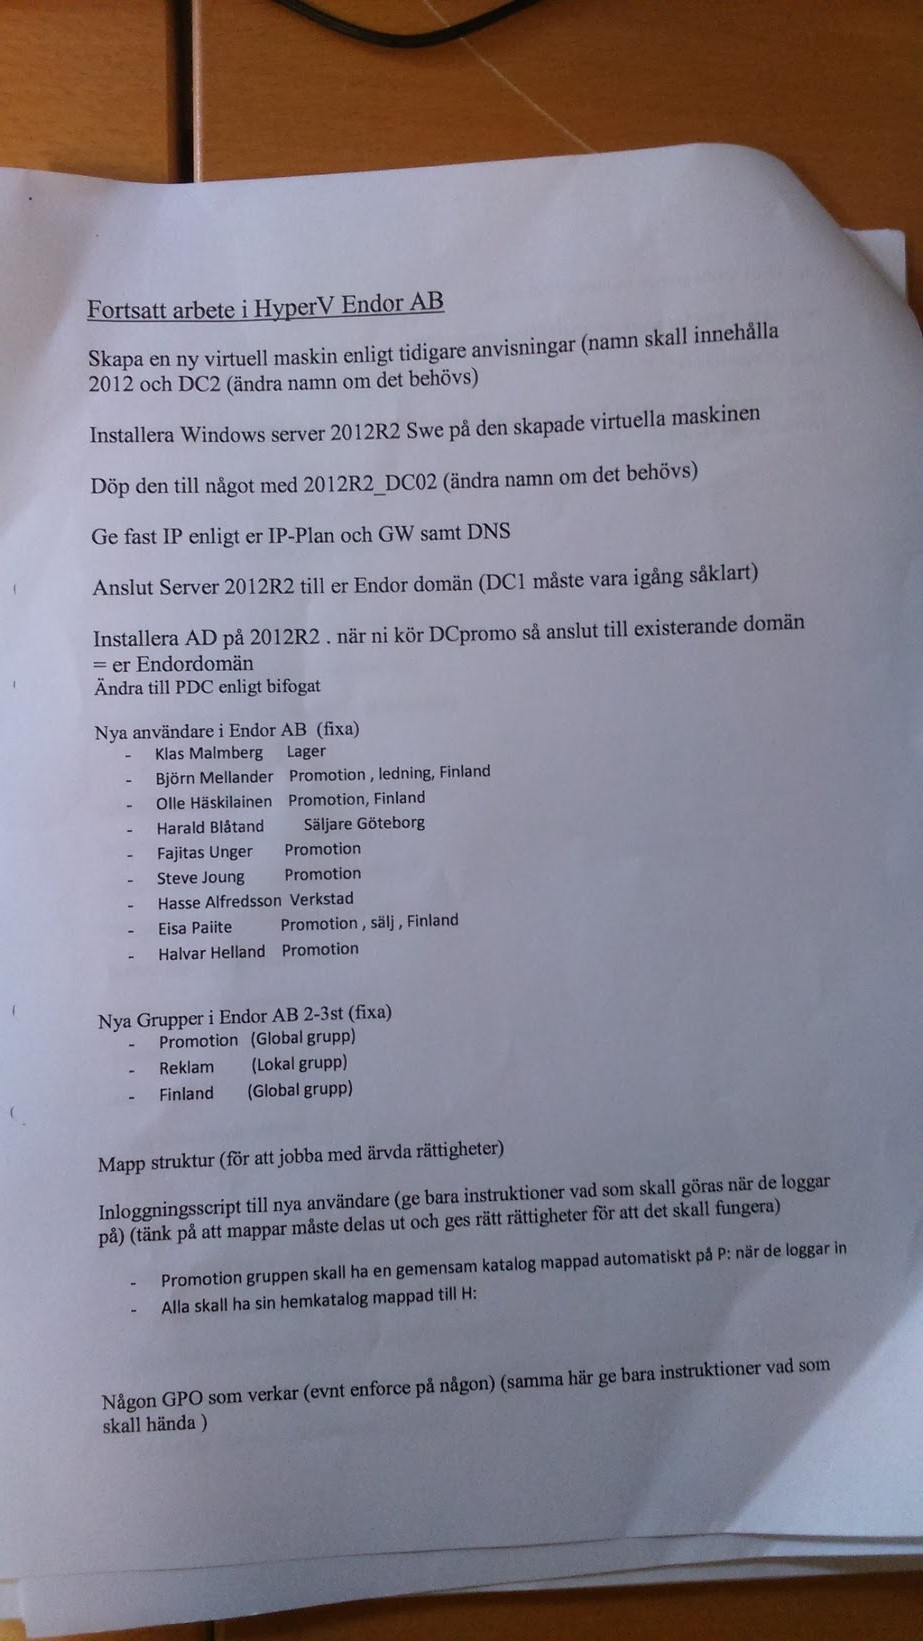 Fortsatt arbete i HyperV Endor AB
Skapa en ny virtuell maskin enligt tidigare anvisningar (namn skall innehålla
2012 och DC2 (ändra namn om det behövs)
Installera Windows server 2012R2 Swe på den skapade virtuella maskinen
Döp den till något med 2012R2_DC02 (ändra namn om det behövs)
Ge fast IP enligt er IP-Plan och GW samt DNS
Anslut Server 2012R2 till er Endor domän (DC1 måste vara igång såklart)
Installera AD på 2012R2 . när ni kör DCpromo så anslut till existerande domän
= er Endordomän
Ändra till PDC enligt bifogat
Nya användare i Endor AB (fixa)
- Klas Malmberg Lager
- Björn Mellander Promotion , ledning, Finland
- Olle Häskilainen Promotion, Finland
- Harald Blåtand Säljare Göteborg
- Fajitas Unger Promotion
- Steve Joung Promotion
- Hasse Alfredsson Verkstad
- Eisa Paiite Promotion , sälj , Finland
- Halvar Helland Promotion
Nya Grupper i Endor AB 2-3st (fixa)
- Promotion (Global grupp)
- Reklam (Lokal grupp)
- Finland (Global grupp)
Mapp struktur (för att jobba med ärvda rättigheter)
Inloggningsscript till nya användare (ge bara instruktioner vad som skall göras när de loggar
på) (tänk på att mappar måste delas ut och ges rätt rättigheter för att det skall fungera)
- Promotion gruppen skall ha en gemensam katalog mappad automatiskt på P: när de loggar in
- Alla skall ha sin hemkatalog mappad till H:
Någon GPO som verkar (evnt enforce på någon) (samma här ge bara instruktioner vad som
skall hända )